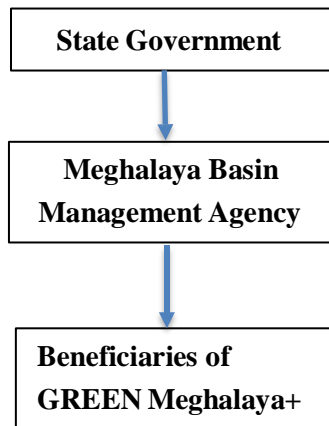 State Government
Meghalaya Basin
Management Agency
Beneficiaries of
GREEN Meghalaya+